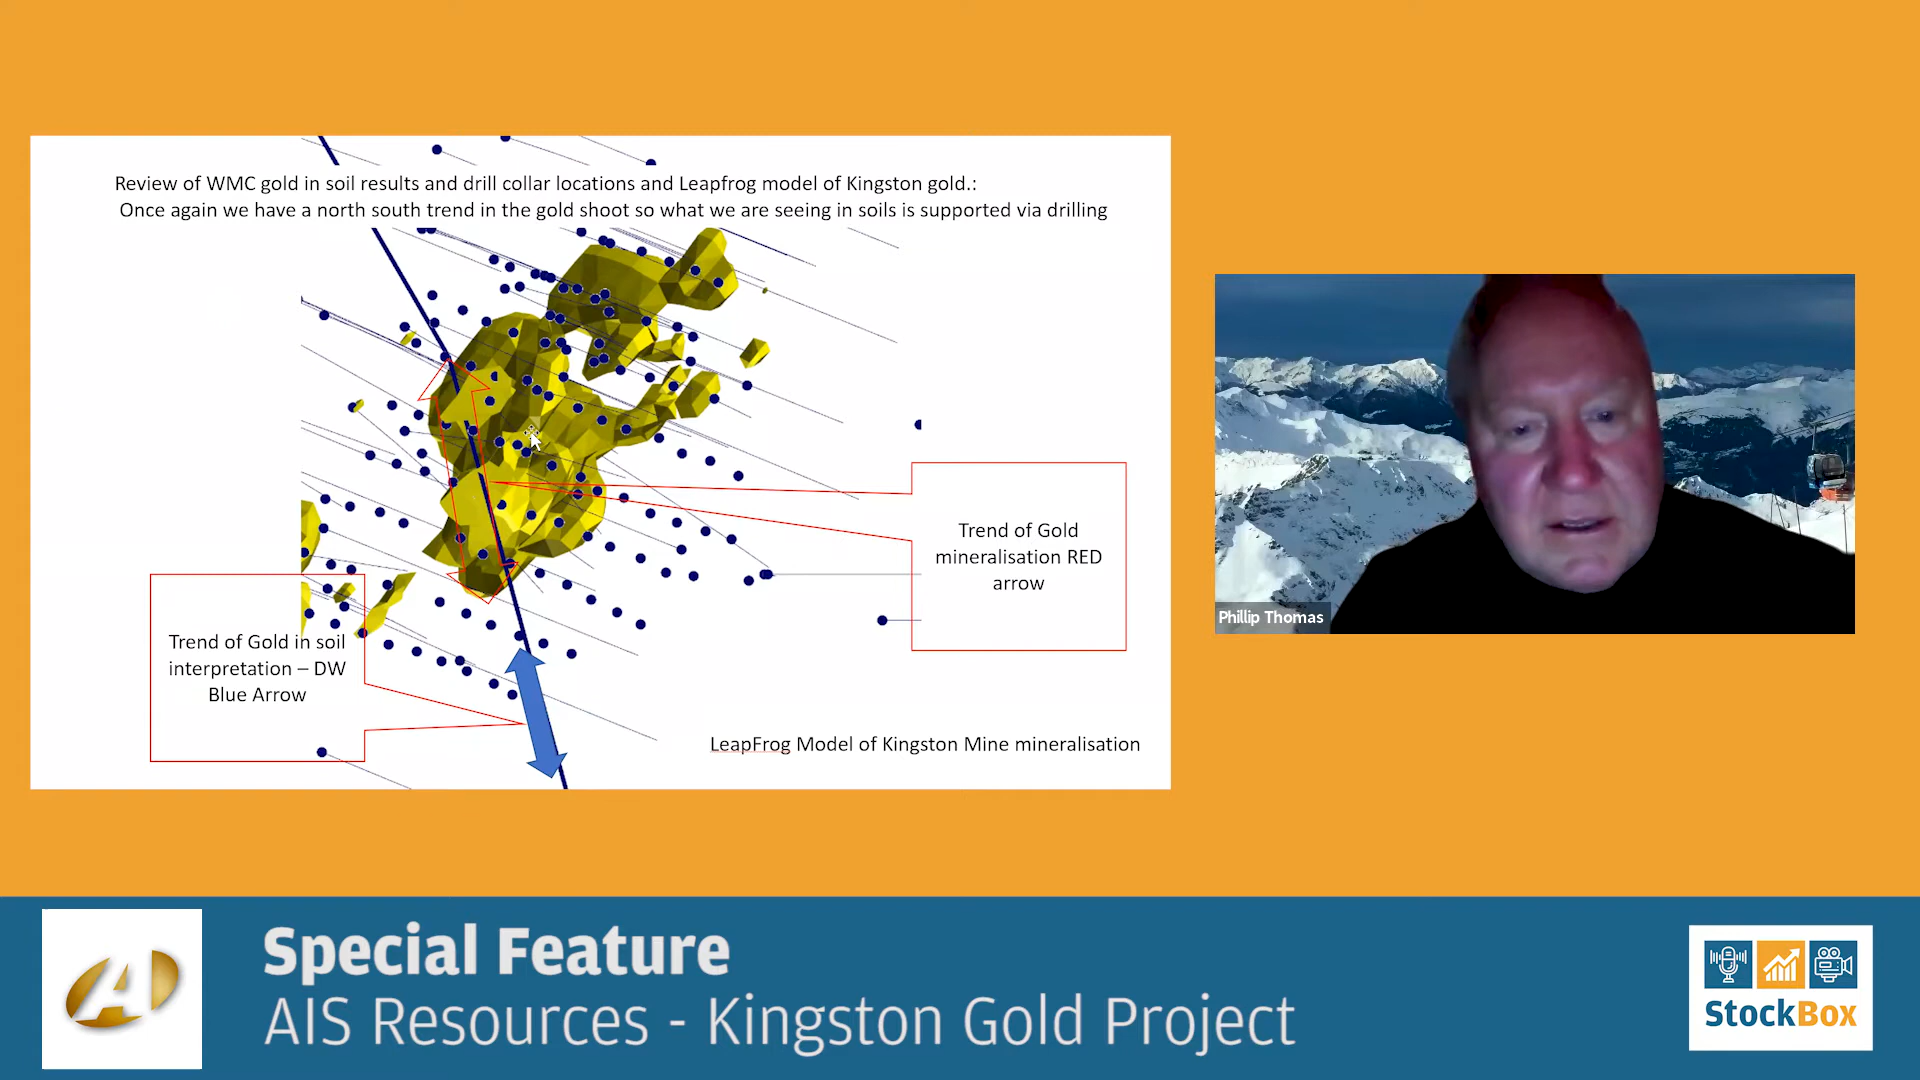 Review of WMC gold in soil results and drill collar locations and Leapfrog model of Kingston gold.:
Once again we have a north south trend in the gold shoot so what we are seeing in soils is supported via drilling
Trend of Gold
mineralisation RED
arrow
Trend of Gold in soil
interpretation – DW
Blue Arrow
LeapFrog Model of Kingston Mine mineralisation
Phillip Thomas
Special Feature
AIS Resources - Kingston Gold Project
StockBox